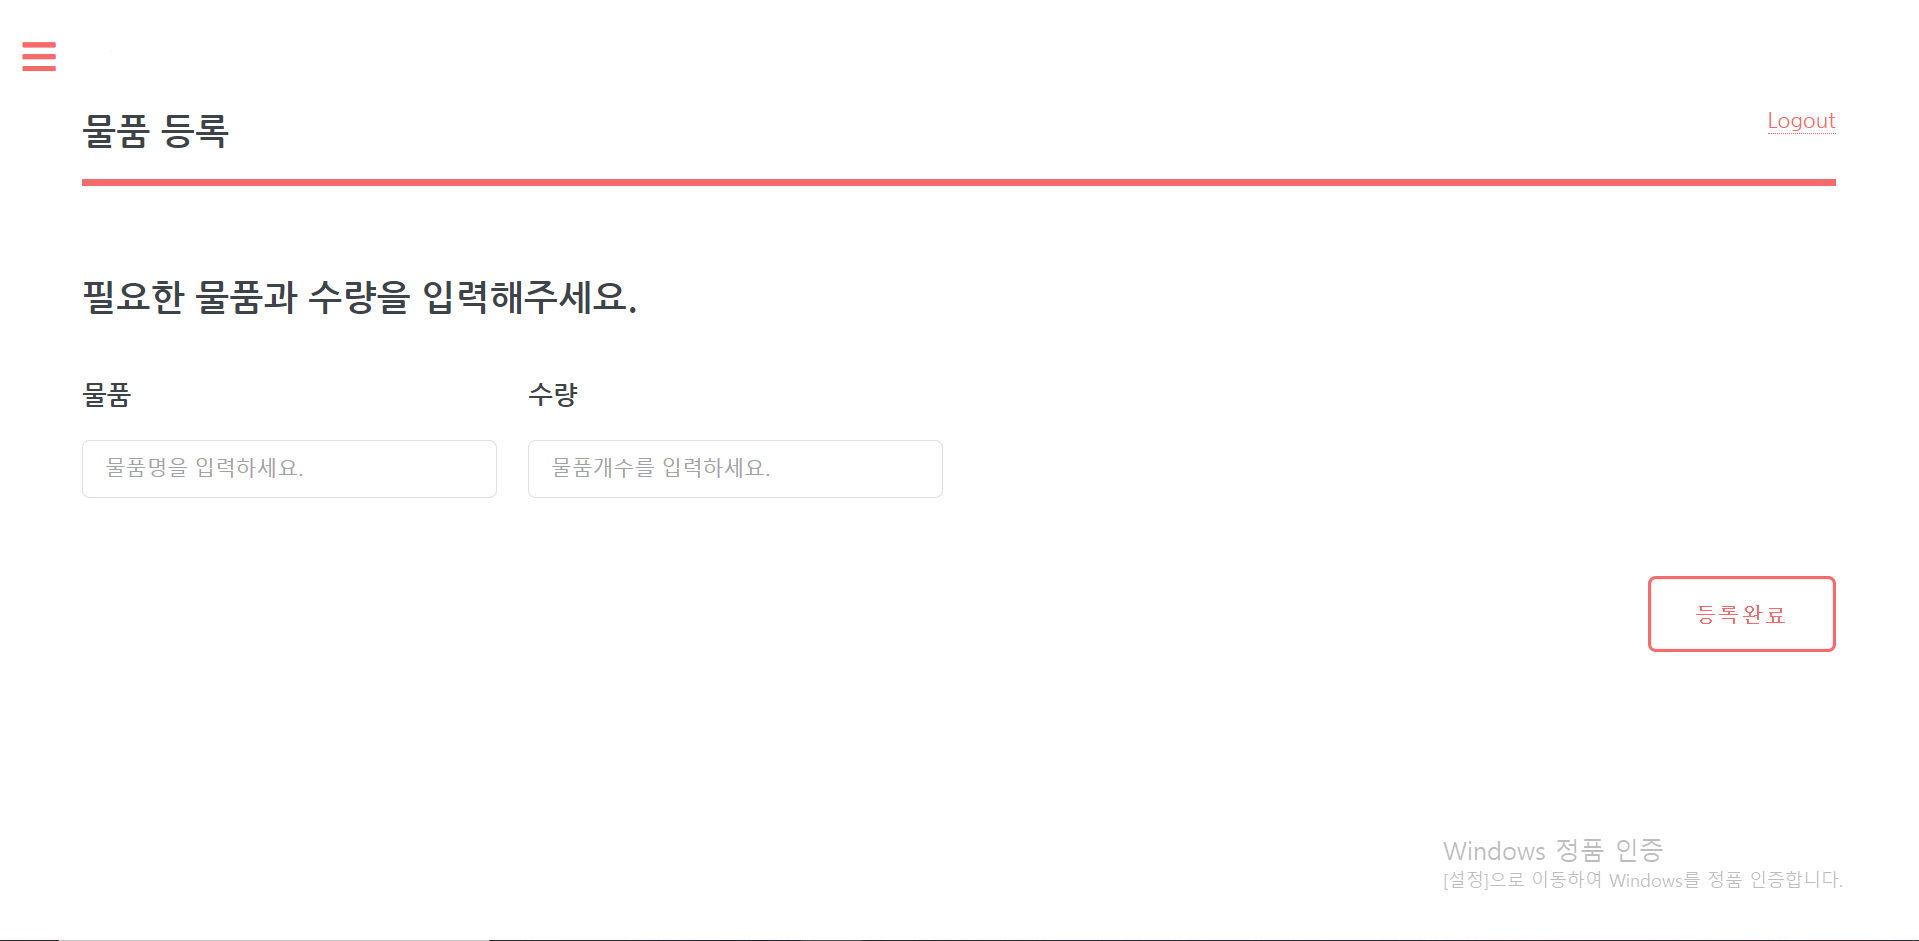 물품 등록
Logout
필요한 물품과 수량을 입력해주세요.
물품
수량
물품명을 입력하세요.
물품개수를 입력하세요.
등록완료
Windows 정품 인증
[설정]으로 이동하여 Windows를 정품 인증합니다.